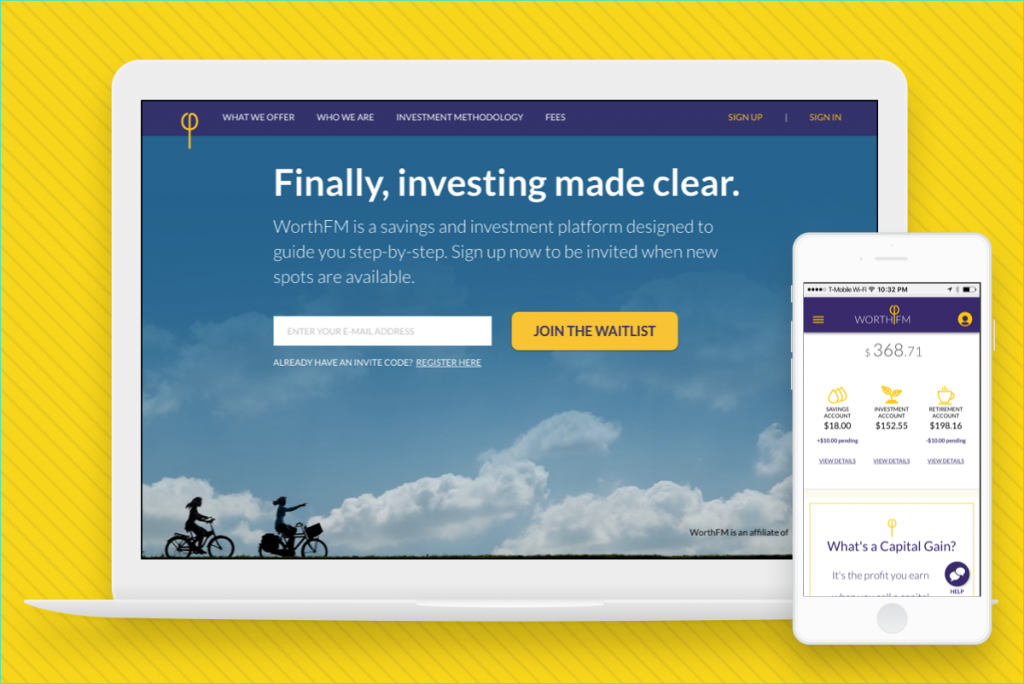 WHAT WE OFFER WHO WE ARE INVESTMENT METHODOLOGY FEES SIGN UP | SIGN IN
Finally, investing made clear.
WorthFM is a savings and investment platform designed to
guide you step-by-step. Sign up now to be invited when new
spots are available.
ENTER YOUR E-MAIL ADDRESS
JOIN THE WAITLIST
ALREADY HAVE AN INVITE CODE? REGISTER HERE
WorthFM is an affiliate of
T-Mobile Wi-Fi 10:32 PM
WORTH FM
$ 368.71
SAVINGS
ACCOUNT
$18.00
+$10.00 pending
VIEW DETAILS
INVESTMENT
ACCOUNT
$152.55
VIEW DETAILS
RETIREMENT
ACCOUNT
$198.16
-$10.00 pending
VIEW DETAILS
What's a Capital Gain?
It's the profit you earn
HELP